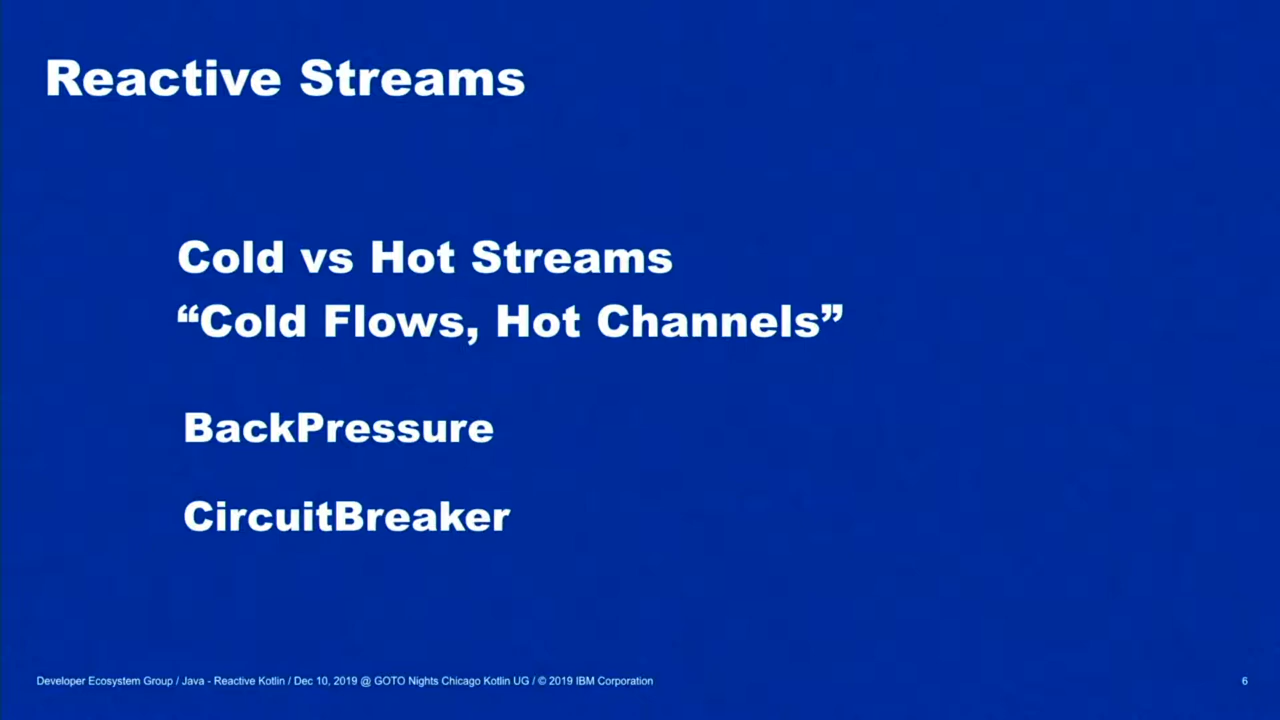 Reactive Streams
Cold vs Hot Streams
“Cold Flows, Hot Channels”
BackPressure
CircuitBreaker
Developer Ecosystem Group / Java - Reactive Kotlin / Dec 10, 2019 @ GOTO Nights Chicago Kotlin UG / © 2019 IBM Corporation
6